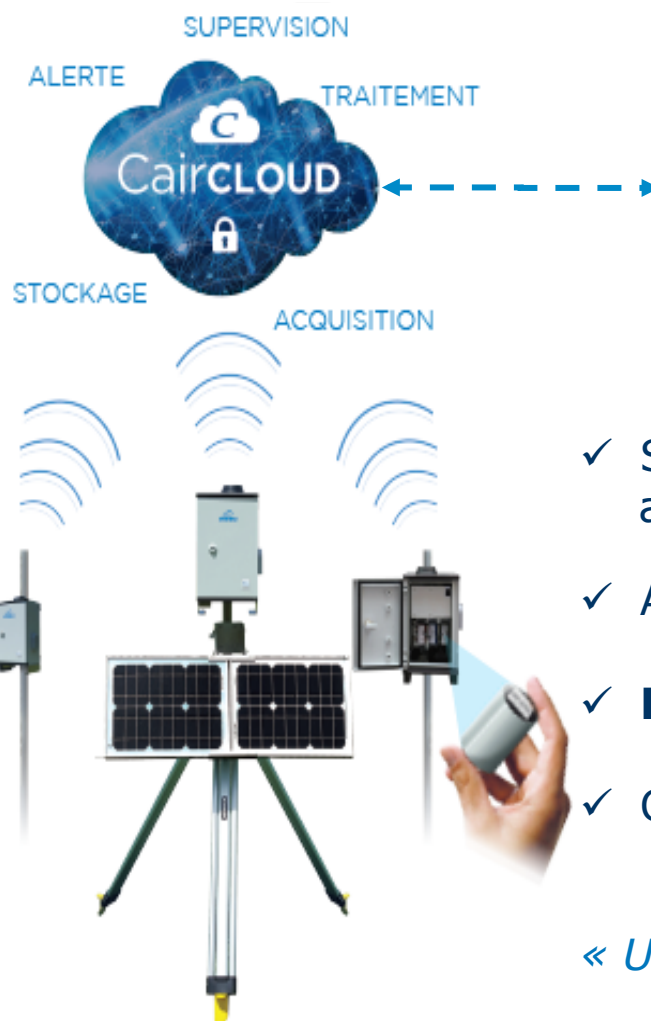 SUPERVISION
ALERTE
TRAITEMENT
C
CairCLOUD
STOCKAGE
ACQUISITION
✓ S
a
✓ A
✓
✓
« U